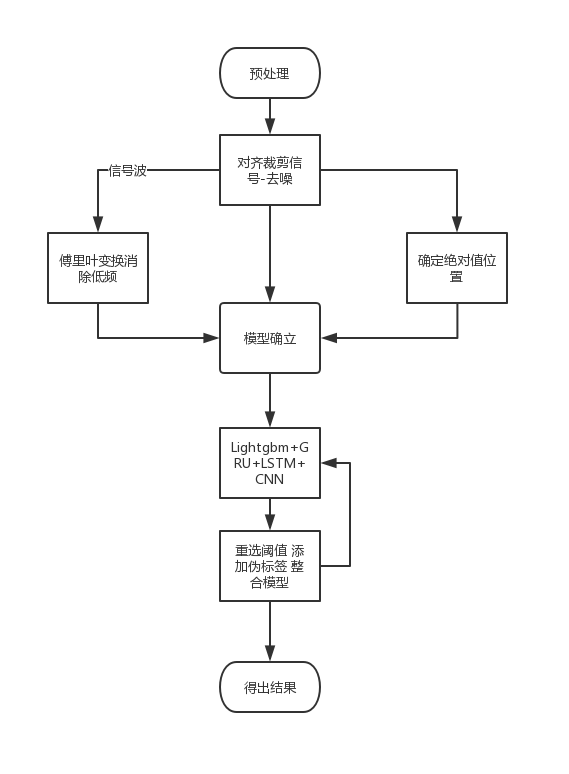 预处理
对齐裁剪信
号-去噪
信号波
傅里叶变换消
除低频
确定绝对值位
置
模型确立
Lightgbm+G
RU+LSTM+
CNN
重选阈值 添
加伪标签 整
合模型
得出结果